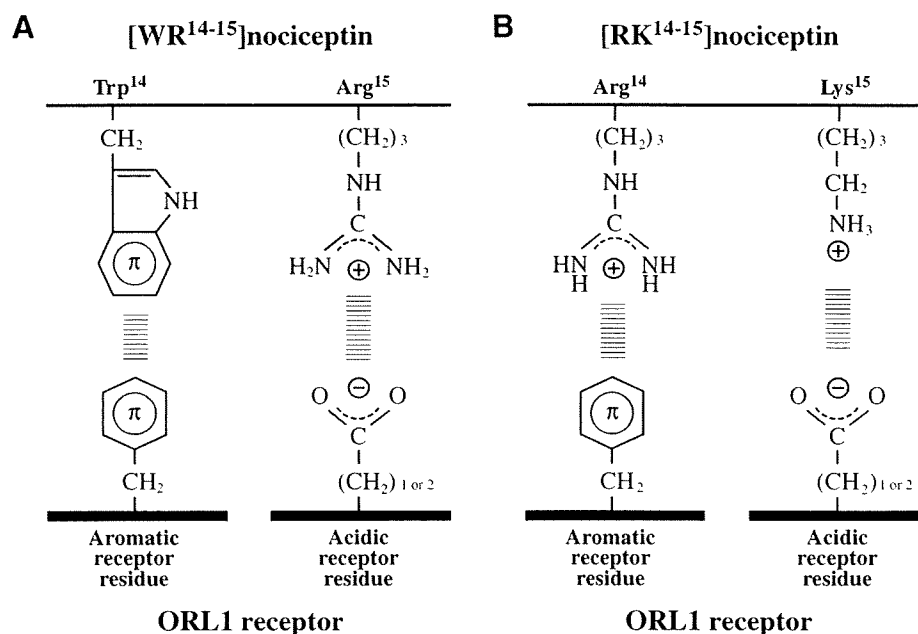 A
[WR¹⁴⁻¹⁵]nociceptin
Trp¹⁴
Arg¹⁵
CH₂
NH
π
(CH₂)₃
NH
C
H₂N
⊕
NH₂
π
CH₂
⊖
O
O
C
(CH₂)₁ or ₂
Aromatic
receptor
residue
Acidic
receptor
residue
ORL1 receptor
B
[RK¹⁴⁻¹⁵]nociceptin
Arg¹⁴
Lys¹⁵
(CH₂)₃
NH
C
HN
H
⊕
NH
H
(CH₂)₃
CH₂
NH₃
⊕
π
CH₂
⊖
O
O
C
(CH₂)₁ or ₂
Aromatic
receptor
residue
Acidic
receptor
residue
ORL1 receptor